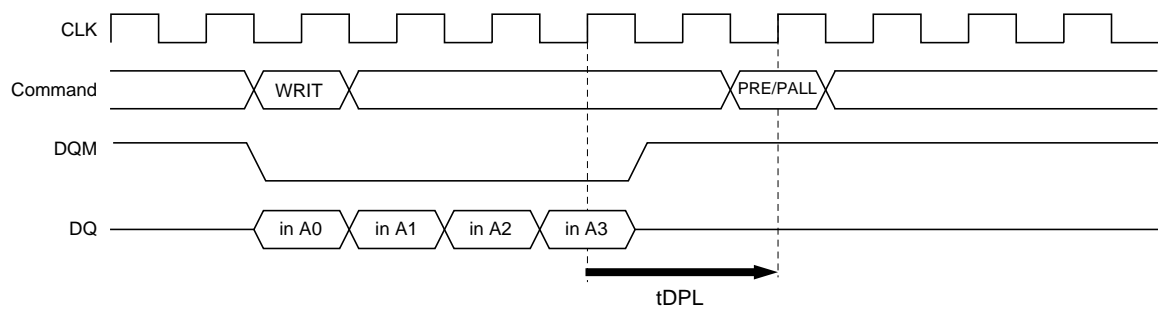 CLK
Command WRIT PRE/PALL
DQM
DQ in A0 in A1 in A2 in A3
tDPL